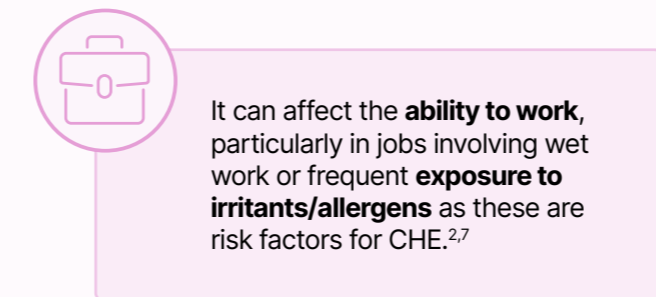 It can affect the ability to work,
particularly in jobs involving wet
work or frequent exposure to
irritants/allergens as these are
risk factors for CHE.2,7